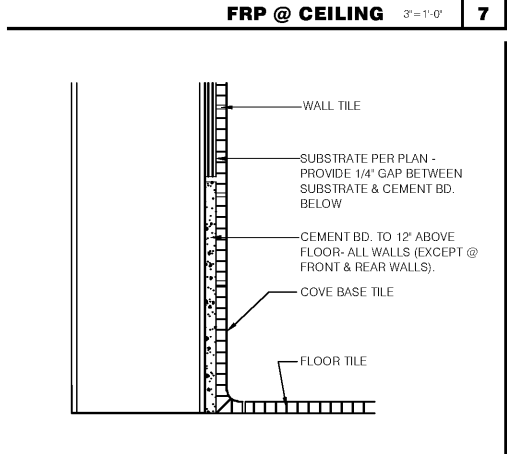 FRP @ CEILING 3"=1'-0" 7
WALL TILE
SUBSTRATE PER PLAN -
PROVIDE 1/4" GAP BETWEEN
SUBSTRATE & CEMENT BD.
BELOW
CEMENT BD. TO 12" ABOVE
FLOOR- ALL WALLS (EXCEPT @
FRONT & REAR WALLS).
COVE BASE TILE
FLOOR TILE